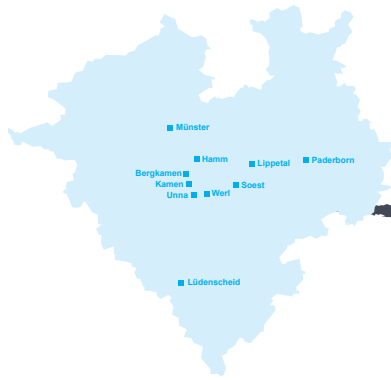 Münster
Hamm
Lippetal
Paderborn
Bergkamen
Kamen
Soest
Unna
Werl
Lüdenscheid